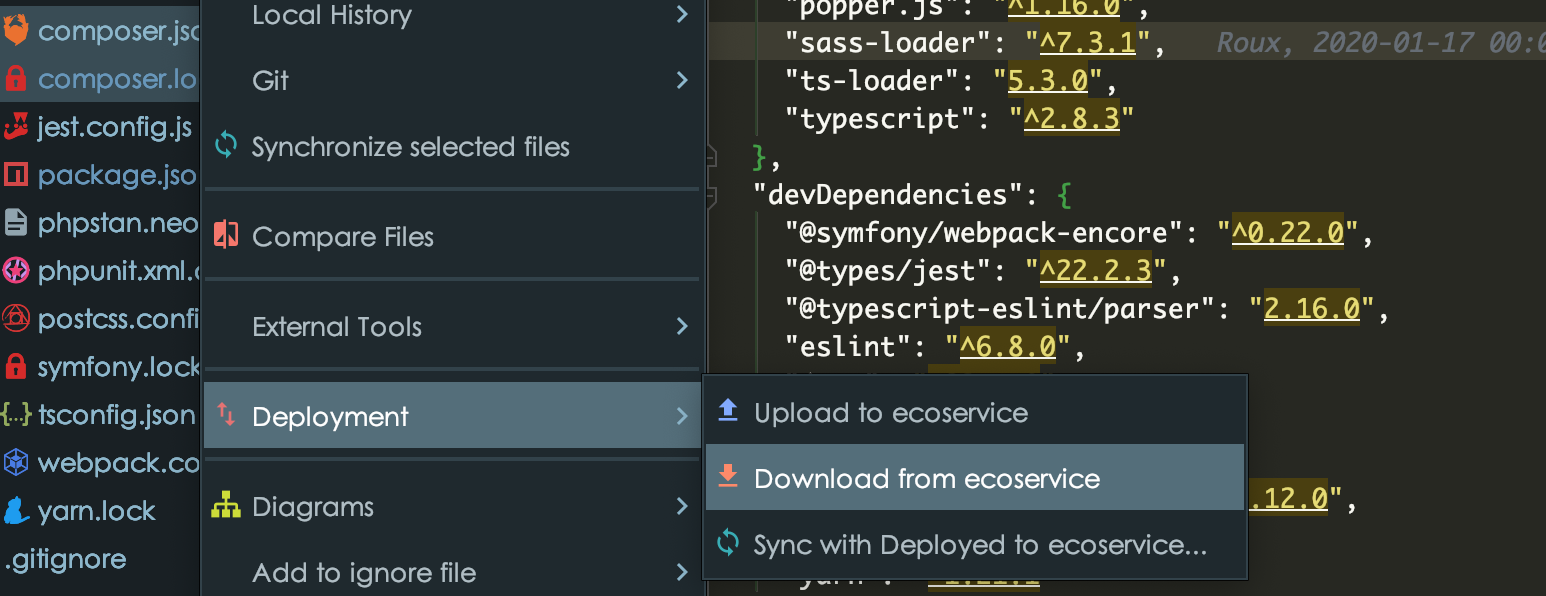 composer.jsc
composer.lo
jest.config.js
package.jso
phpstan.neo
phpunit.xml.
postcss.confi
symfony.lock
tsconfig.json
webpack.co
yarn.lock
.gitignore
Local History
Git
Synchronize selected files
Compare Files
External Tools
Deployment
Diagrams
Add to ignore file
Upload to ecoservice
Download from ecoservice
Sync with Deployed to ecoservice...
"popper.js": "^1.16.0",
"sass-loader": "^7.3.1", Roux, 2020-01-17 00:0
"ts-loader": "5.3.0",
"typescript": "^2.8.3"
},
"devDependencies": {
"@symfony/webpack-encore": "^0.22.0",
"@types/jest": "^22.2.3",
"@typescript-eslint/parser": "2.16.0",
"eslint": "^6.8.0",
.12.0",